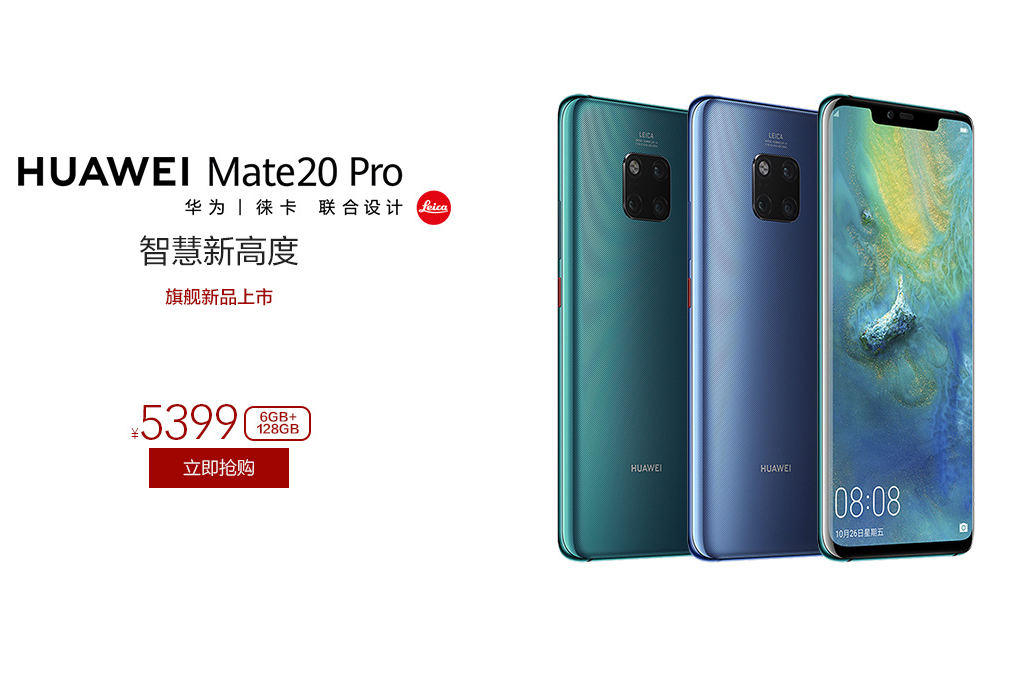 HUAWEI Mate20 Pro
华为 | 徕卡 联合设计
Leica
智慧新高度
旗舰新品上市
¥5399
6GB+
128GB
立即抢购
LEICA
HUAWEI
LEICA
HUAWEI
08:08
10月26日星期五